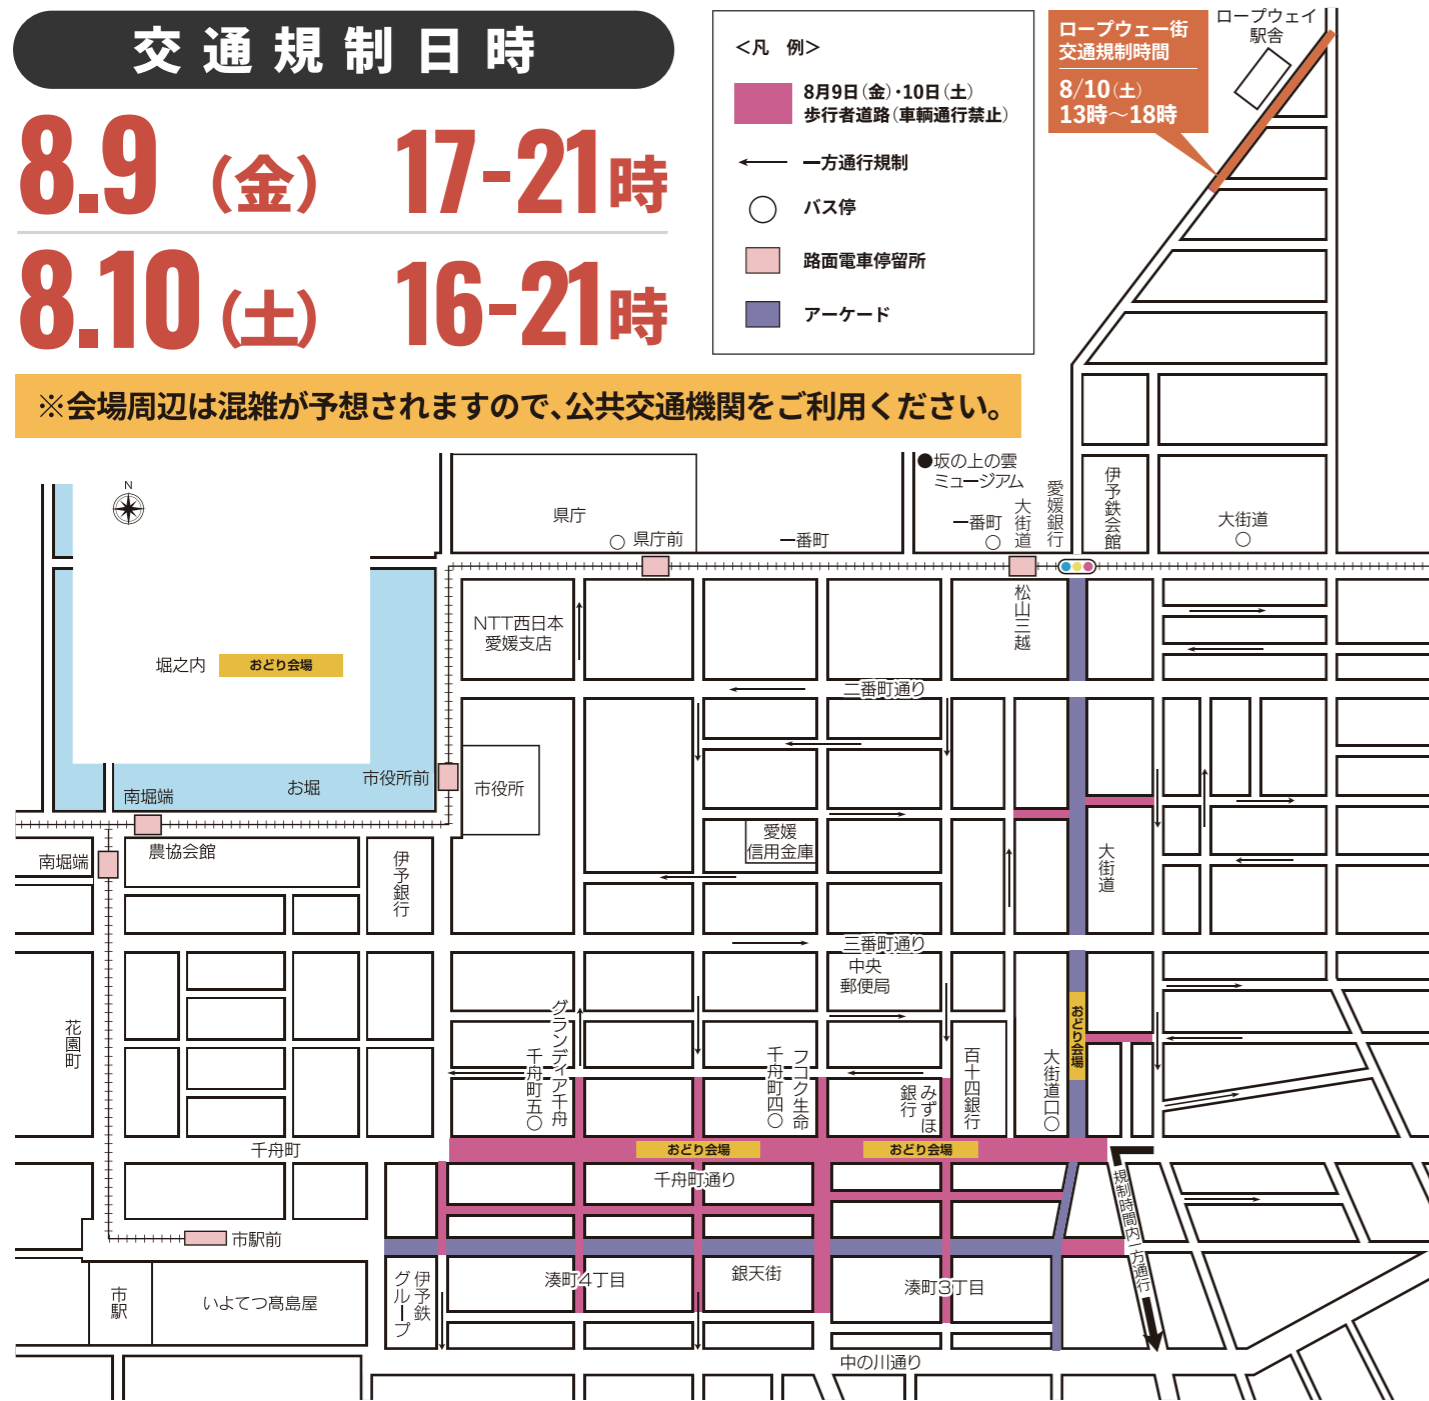 交通規制日時
8.9（金） 17-21時
8.10（土） 16-21時
※会場周辺は混雑が予想されますので、公共交通機関をご利用ください。
＜凡　例＞
8月9日（金）・10日（土）
歩行者道路（車輌通行禁止）
一方通行規制
バス停
路面電車停留所
アーケード
ロープウェー街
交通規制時間
8/10（土）
13時～18時
ロープウェイ
駅舎
N
県庁
県庁前
一番町
●坂の上の雲
ミュージアム
一番町
大街道
愛媛銀行
伊予鉄会館
大街道
NTT西日本
愛媛支店
松山三越
堀之内
おどり会場
二番町通り
お堀
市役所前
市役所
南堀端
南堀端
農協会館
伊予銀行
愛媛
信用金庫
大街道
三番町通り
中央
郵便局
花園町
グランディア千舟
千舟町五〇
フコク生命
千舟町四〇
みずほ
銀行
百十四銀行
大街道口〇
おどり会場
千舟町
おどり会場
おどり会場
千舟町通り
規制時間内一方通行
市駅前
市駅
いよてつ髙島屋
伊予鉄
グループ
湊町4丁目
銀天街
湊町3丁目
中の川通り